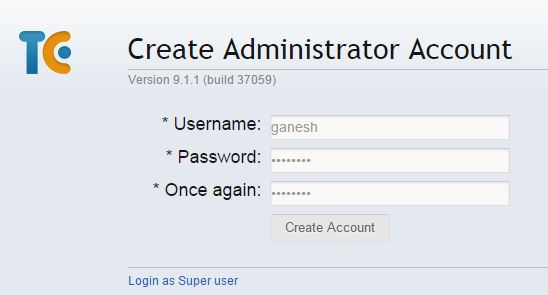 TC
Create Administrator Account
Version 9.1.1 (build 37059)
* Username: ganesh
* Password: ••••••••
* Once again: ••••••••
Create Account
Login as Super user